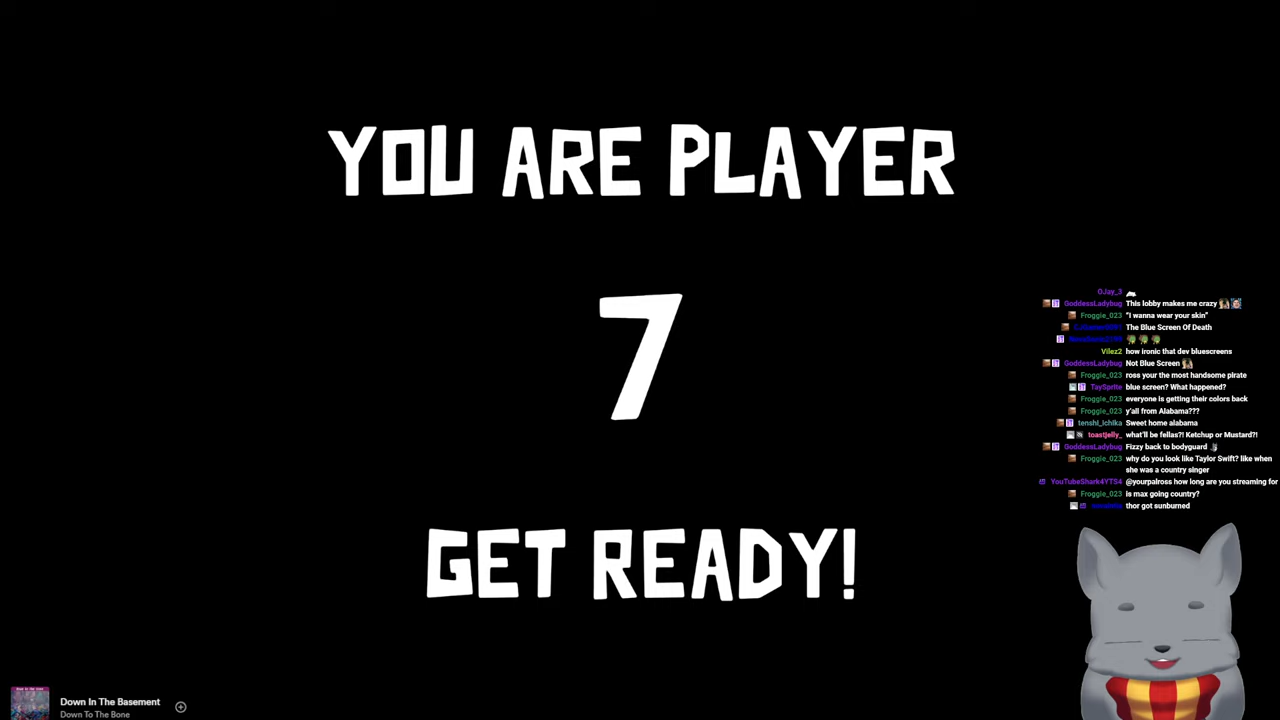 YOU ARE PLAYER
7
GET READY!
OJay_3
GoddessLadybug This lobby makes me crazy
Froggie_023 "I wanna wear your skin"
The Blue Screen Of Death
Vilez2 how ironic that dev bluescreens
GoddessLadybug Not Blue Screen
Froggie_023 ross your the most handsome pirate
TaySprite blue screen? What happened?
Froggie_023 everyone is getting their colors back
Froggie_023 y'all from Alabama???
tenshi_ichika Sweet home alabama
toastjelly_ what'll be fellas?! Ketchup or Mustard?!
GoddessLadybug Fizzy back to bodyguard
Froggie_023 why do you look like Taylor Swift? like when
she was a country singer
YouTubeShark4YT54 @yourpalross how long are you streaming for
Froggie_023 is max going country?
thor got sunburned
Down In The Basement
Down To The Bone